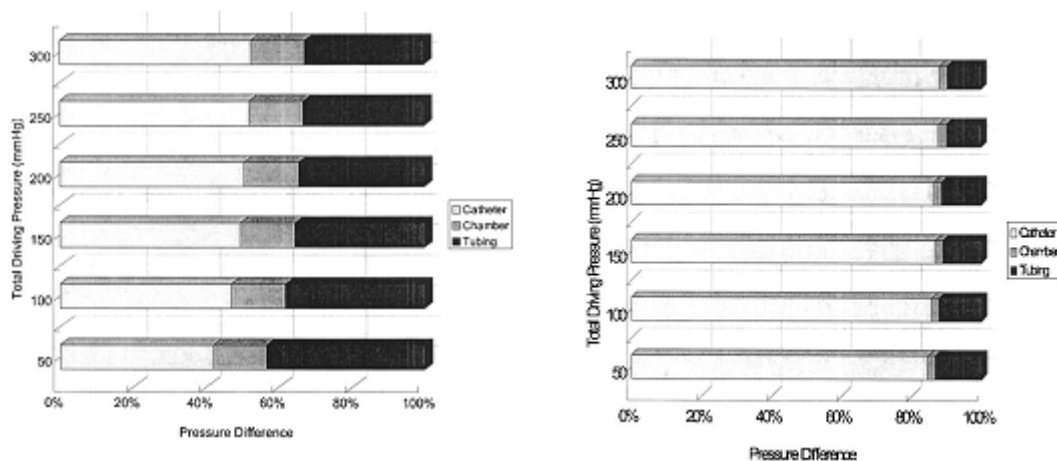 Total Driving Pressure (mmHg)
300
250
200
150
100
50
0%
20%
40%
60%
80%
100%
Pressure Difference
Catheter
Chamber
Tubing
Total Driving Pressure (mmHg)
300
250
200
150
100
50
0%
20%
40%
60%
80%
100%
Pressure Difference
Catheter
Chamber
Tubing